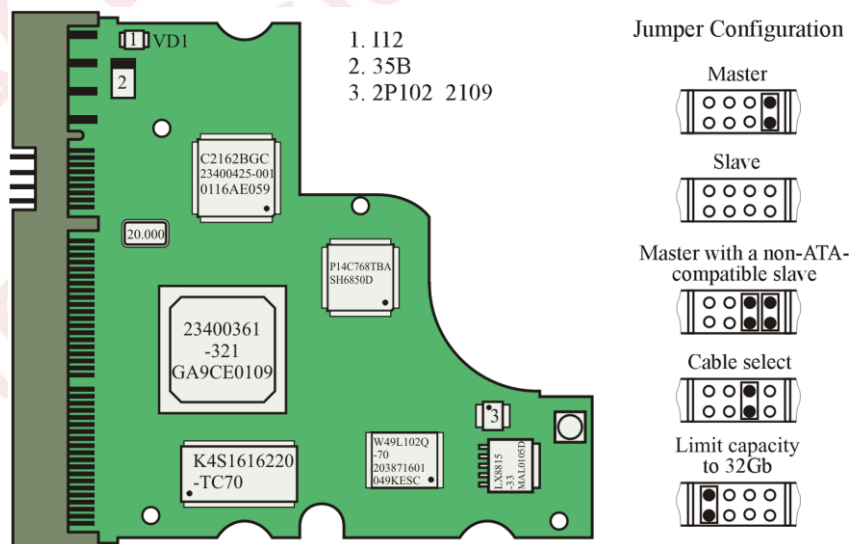 1 VD1
2
1. I12
2. 35B
3. 2P102 2109
C2162BGC
23400425-001
0116AE059
20.000
P14C768TBA
SH6850D
23400361
-321
GA9CE0109
3
K4S1616220
-TC70
W49L102Q
-70
203871601
049KESC
LX8815
-33
MAL0105D
Jumper Configuration
Master
Slave
Master with a non-ATA-
compatible slave
Cable select
Limit capacity
to 32Gb